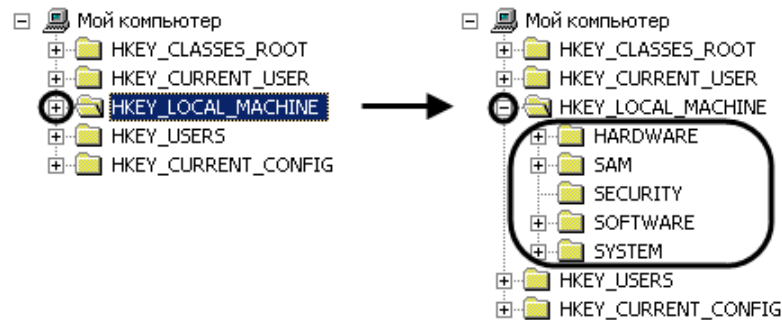 Мой компьютер
HKEY_CLASSES_ROOT
HKEY_CURRENT_USER
HKEY_LOCAL_MACHINE
HKEY_USERS
HKEY_CURRENT_CONFIG
Мой компьютер
HKEY_CLASSES_ROOT
HKEY_CURRENT_USER
HKEY_LOCAL_MACHINE
HARDWARE
SAM
SECURITY
SOFTWARE
SYSTEM
HKEY_USERS
HKEY_CURRENT_CONFIG